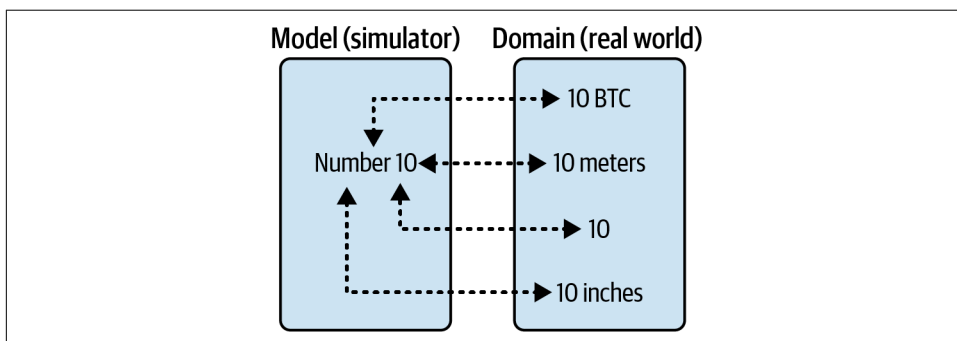 Model (simulator) Domain (real world)
10 BTC
Number 10 10 meters
10
10 inches